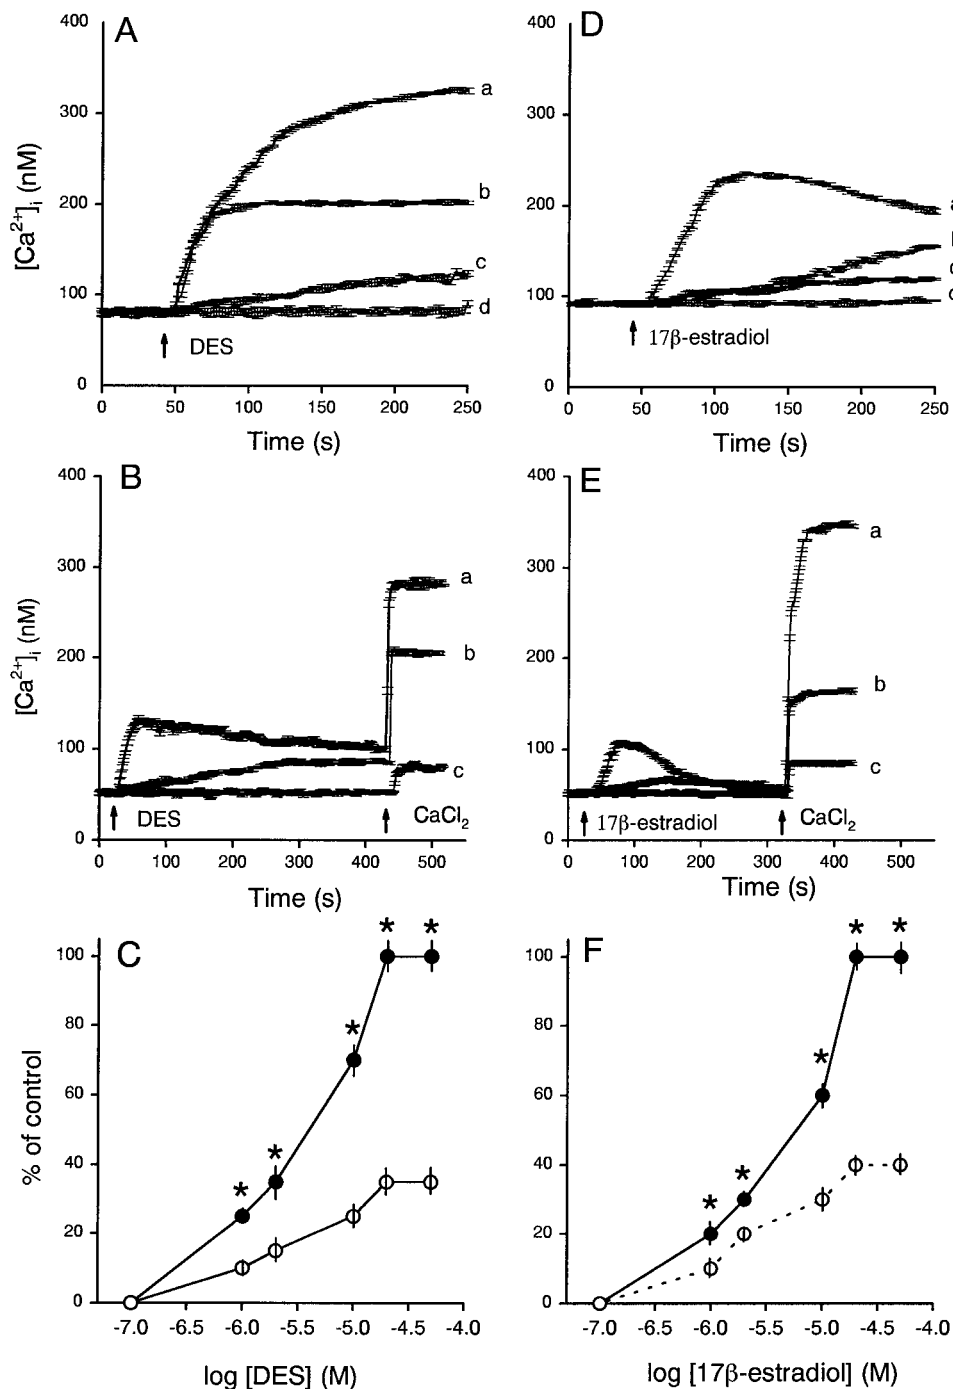 A
400
300
200
100
0
[Ca²⁺]ᵢ (nM)
a
b
c
d
DES
0 50 100 150 200 250
Time (s)
D
400
300
200
100
0
a
17β-estradiol
0 50 100 150 200 250
Time (s)
B
400
300
200
100
0
[Ca²⁺]ᵢ (nM)
a
b
c
DES
CaCl₂
0 100 200 300 400 500
Time (s)
E
400
300
200
100
0
a
b
c
17β-estradiol
CaCl₂
0 100 200 300 400 500
Time (s)
C
100
80
60
40
20
0
% of control
* * * * *
-7.0 -6.5 -6.0 -5.5 -5.0 -4.5 -4.0
log [DES] (M)
F
100
80
60
40
20
0
* * * * *
-7.0 -6.5 -6.0 -5.5 -5.0 -4.5 -4.0
log [17β-estradiol] (M)